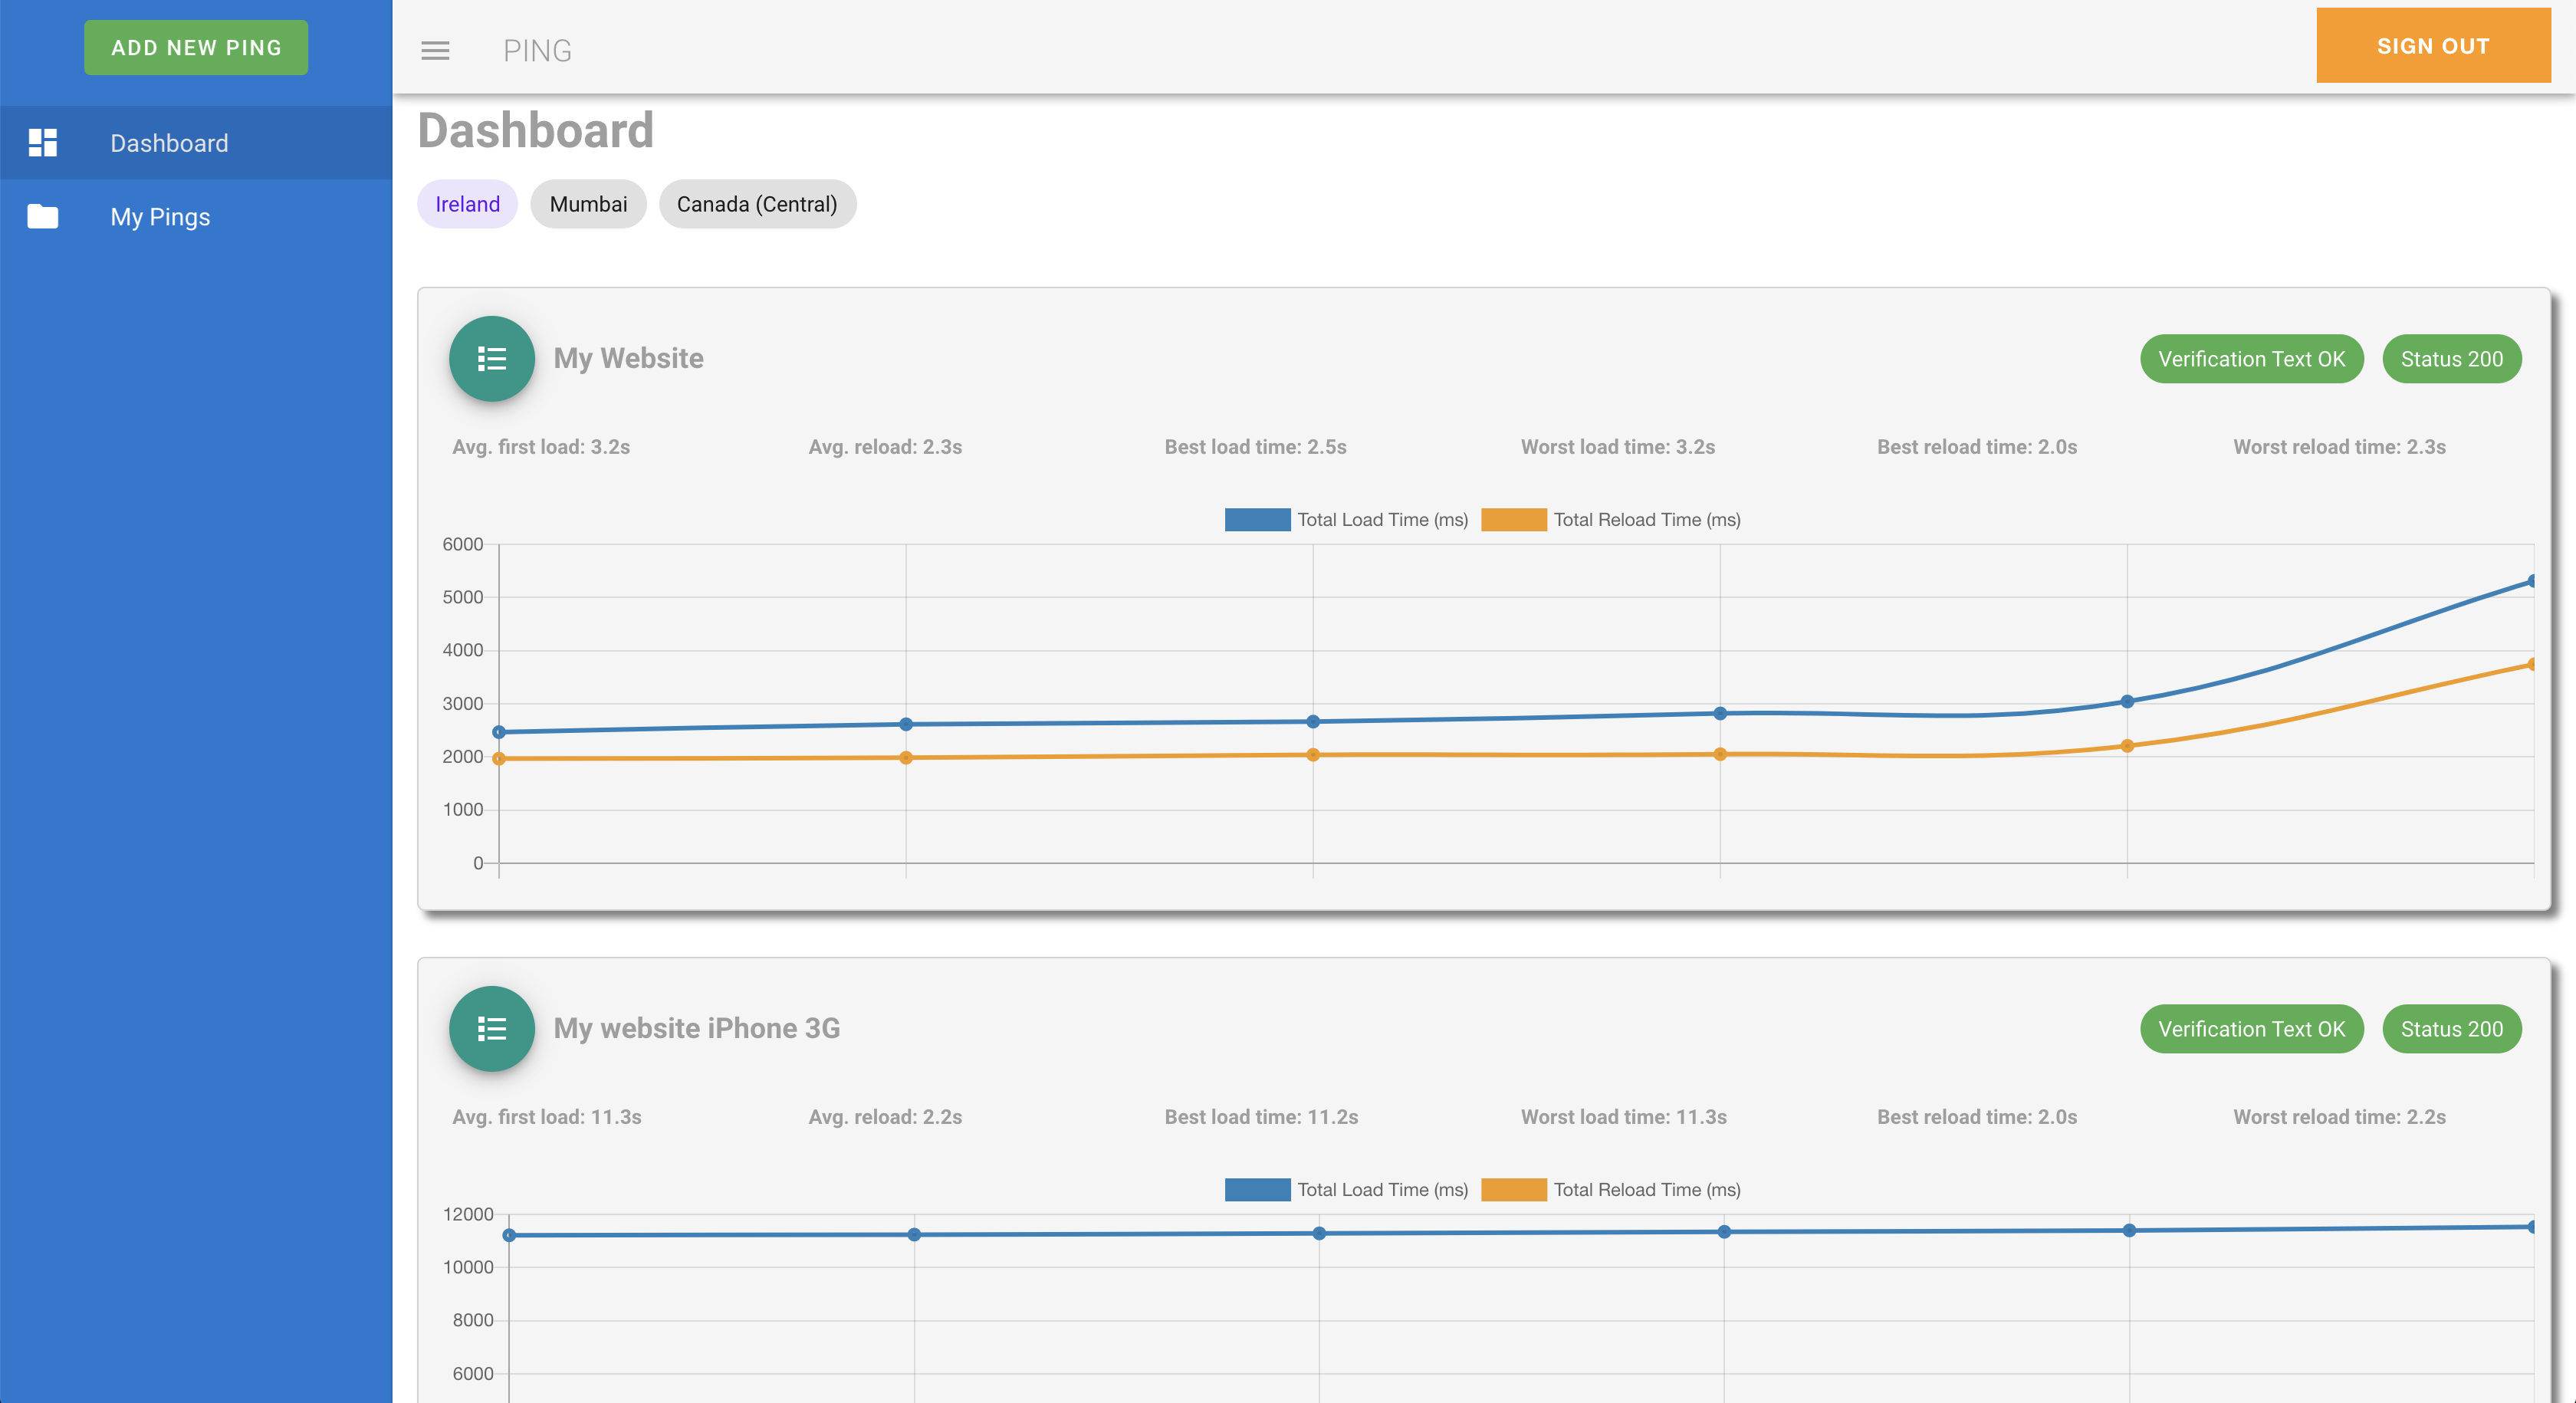 ADD NEW PING
Dashboard
My Pings
PING
SIGN OUT
Dashboard
Ireland Mumbai Canada (Central)
My Website
Verification Text OK Status 200
Avg. first load: 3.2s Avg. reload: 2.3s Best load time: 2.5s Worst load time: 3.2s Best reload time: 2.0s Worst reload time: 2.3s
Total Load Time (ms) Total Reload Time (ms)
6000
5000
4000
3000
2000
1000
0
My website iPhone 3G
Verification Text OK Status 200
Avg. first load: 11.3s Avg. reload: 2.2s Best load time: 11.2s Worst load time: 11.3s Best reload time: 2.0s Worst reload time: 2.2s
Total Load Time (ms) Total Reload Time (ms)
12000
10000
8000
6000